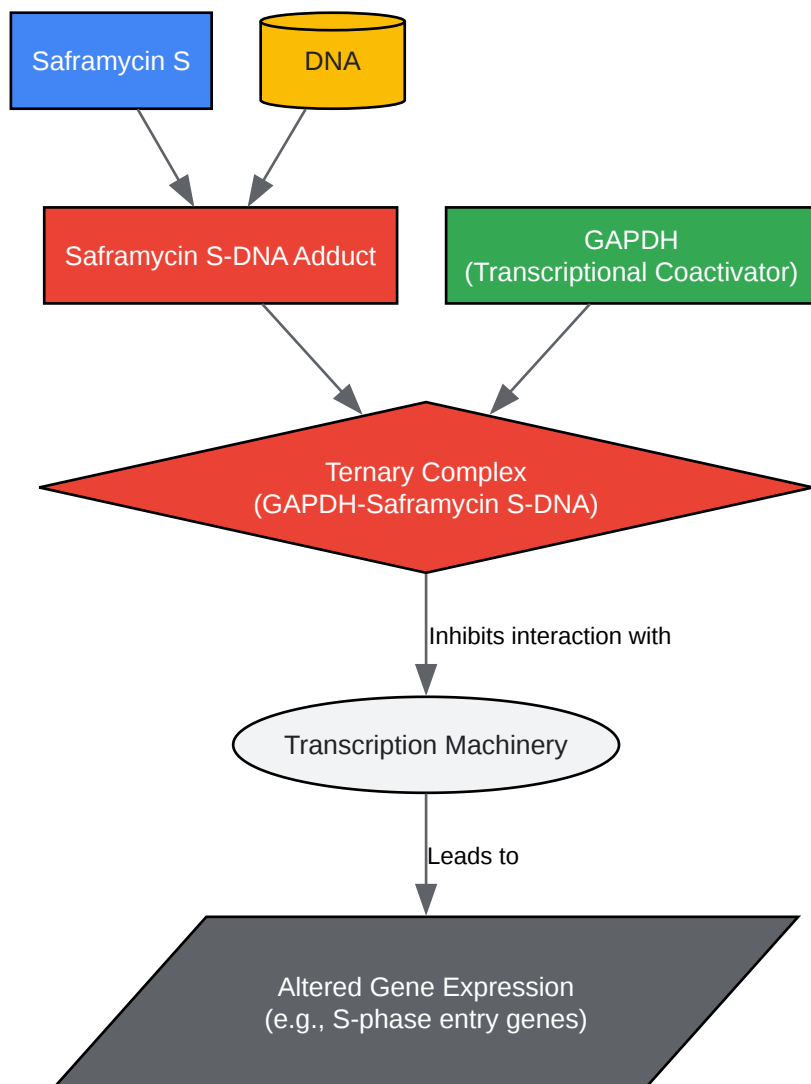 Saframycin S
DNA
Saframycin S-DNA Adduct
GAPDH
(Transcriptional Coactivator)
Ternary Complex
(GAPDH-Saframycin S-DNA)
Inhibits interaction with
Transcription Machinery
Leads to
Altered Gene Expression
(e.g., S-phase entry genes)